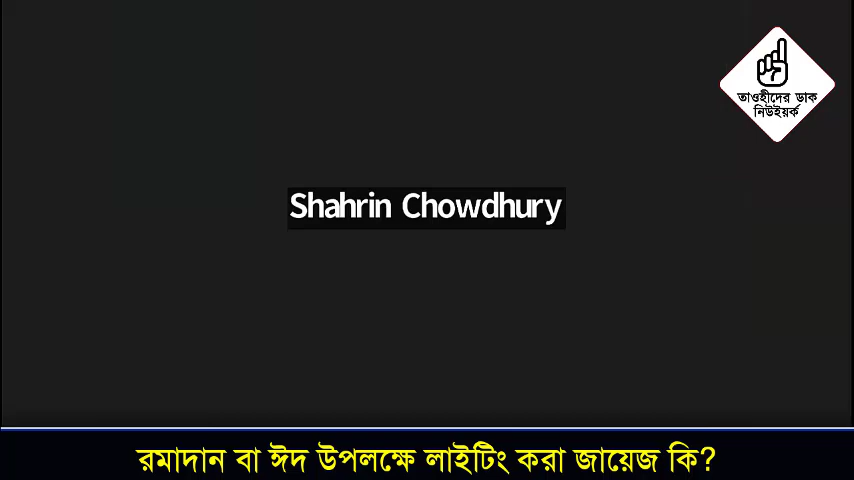 তাওহীদের ডাক
নিউইয়র্ক
Shahrin Chowdhury
রমাদান বা ঈদ উপলক্ষে লাইটিং করা জায়েজ কি?